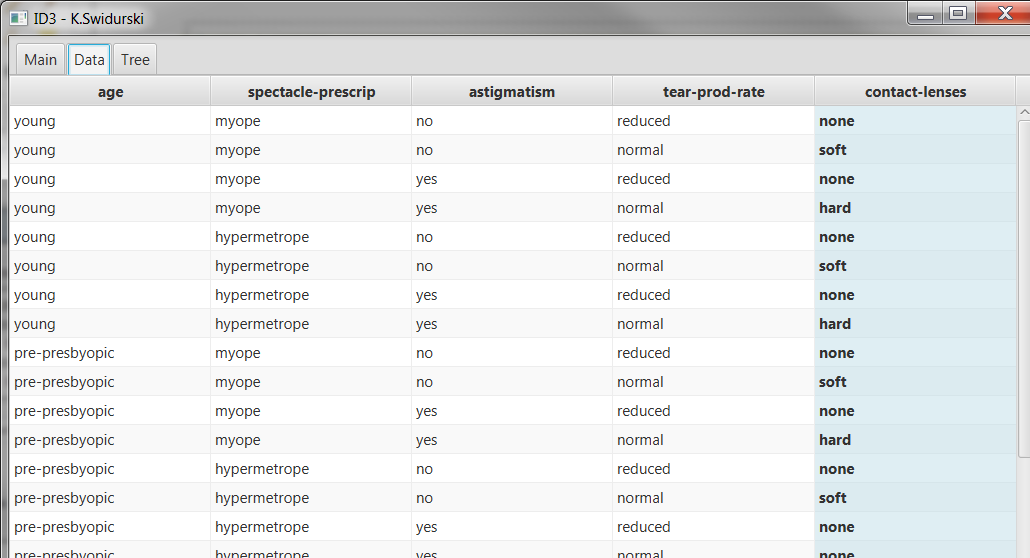 ID3 - K.Swidurski
Main Data Tree
age spectacle-prescrip astigmatism tear-prod-rate contact-lenses
young myope no reduced none
young myope no normal soft
young myope yes reduced none
young myope yes normal hard
young hypermetrope no reduced none
young hypermetrope no normal soft
young hypermetrope yes reduced none
young hypermetrope yes normal hard
pre-presbyopic myope no reduced none
pre-presbyopic myope no normal soft
pre-presbyopic myope yes reduced none
pre-presbyopic myope yes normal hard
pre-presbyopic hypermetrope no reduced none
pre-presbyopic hypermetrope no normal soft
pre-presbyopic hypermetrope yes reduced none
pre-presbyopic hypermetrope yes normal none